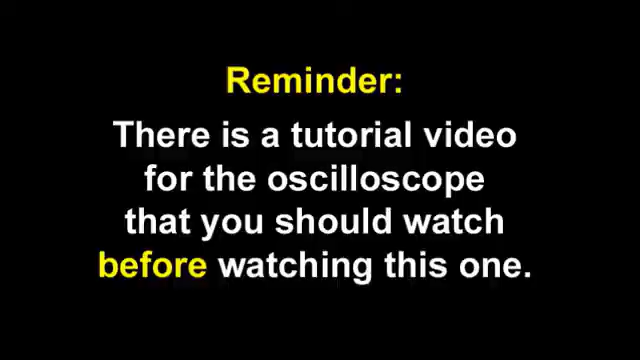 Reminder:
There is a tutorial video
for the oscilloscope
that you should watch
before watching this one.